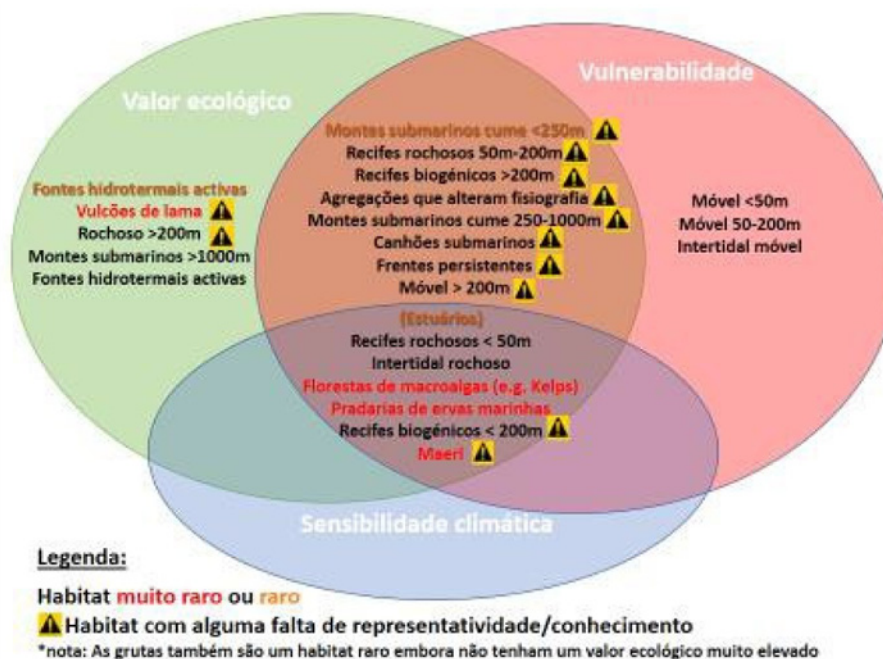 Valor ecológico
Vulnerabilidade
Fontes hidrotermais activas
Vulcões de lama
Rochoso >200m
Montes submarinos >1000m
Fontes hidrotermais activas
Montes submarinos cume <250m
Recifes rochosos 50m-200m
Recifes biogénicos >200m
Agregações que alteram fisiografia
Montes submarinos cume 250-1000m
Canhões submarinos
Frentes persistentes
Móvel > 200m
Móvel <50m
Móvel 50-200m
Intertidal móvel
(Estuários)
Recifes rochosos < 50m
Intertidal rochoso
Florestas de macroalgas (e.g. Kelps)
Pradarias de ervas marinhas
Recifes biogénicos < 200m
Maerl
Sensibilidade climática
Legenda:
Habitat muito raro ou raro
Habitat com alguma falta de representatividade/conhecimento
*nota: As grutas também são um habitat raro embora não tenham um valor ecológico muito elevado